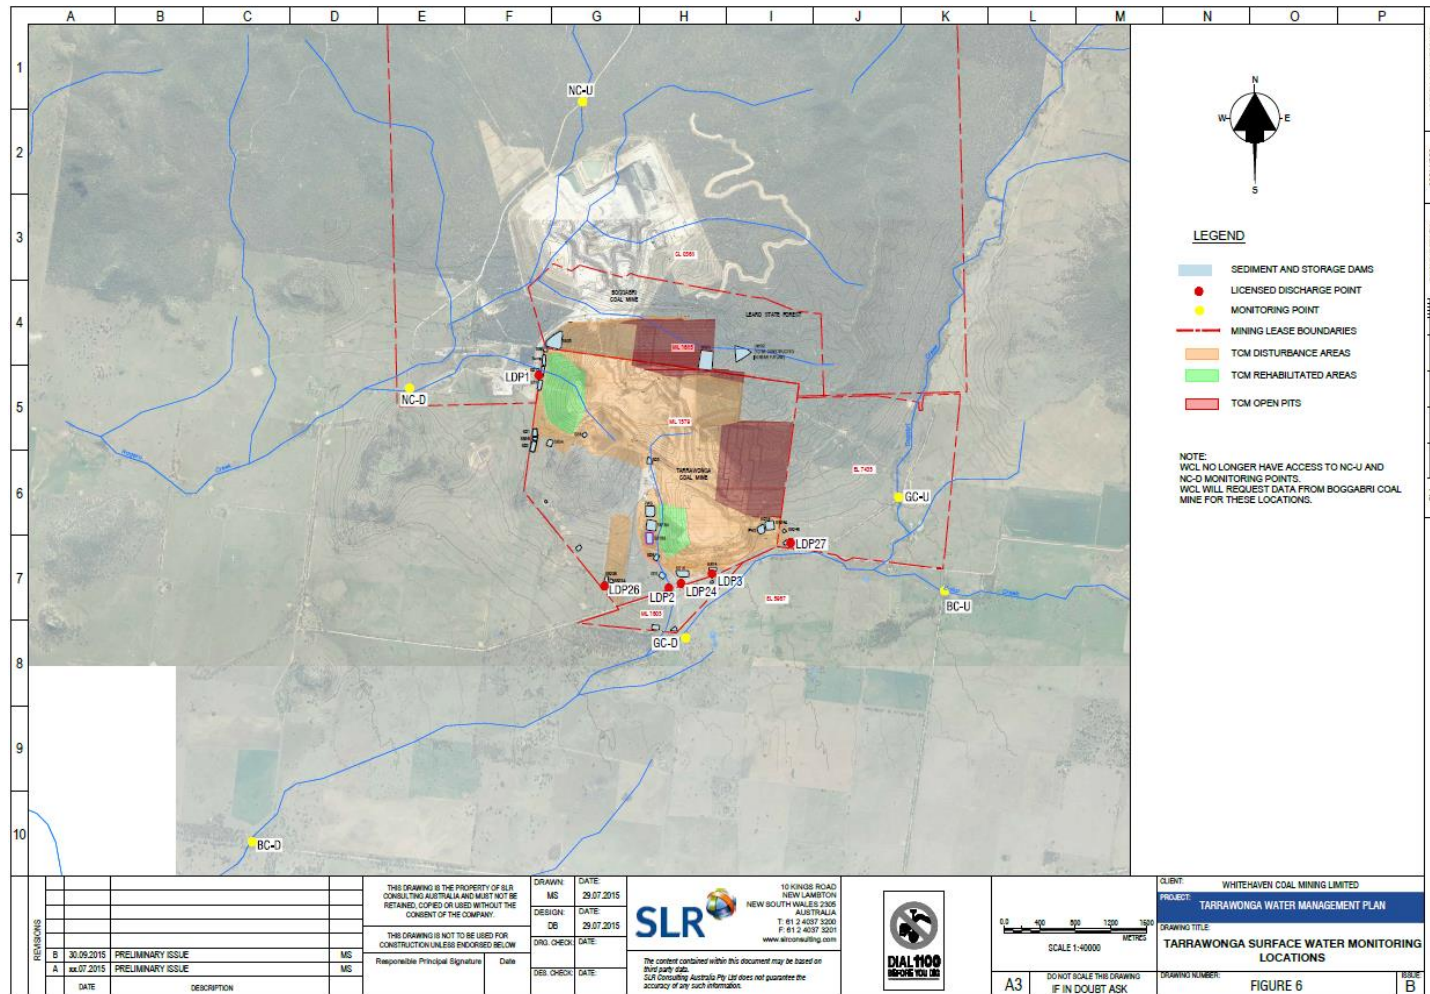 A B C D E F G H I J K L M N O P
1
2
3
4
5
6
7
8
9
10
NC-U
N
W E
S
LEGEND
SEDIMENT AND STORAGE DAMS
LICENSED DISCHARGE POINT
MONITORING POINT
MINING LEASE BOUNDARIES
TCM DISTURBANCE AREAS
TCM REHABILITATED AREAS
TCM OPEN PITS
NOTE:
WCL NO LONGER HAVE ACCESS TO NC-U AND
NC-D MONITORING POINTS.
WCL WILL REQUEST DATA FROM BOGGABRI COAL
MINE FOR THESE LOCATIONS.
BOGGABRI
COAL MINE
LEARD STATE FOREST
LDP1
NC-D
ML 1579
TARRAWONGA
COAL MINE
EL 7435
Creek
GC-U
LDP27
LDP26
LDP2
LDP24
LDP3
EL 5967
BC-U
Creek
GC-D
BC-D
REVISIONS
B 30.09.2015 PRELIMINARY ISSUE MS
A xx.07.2015 PRELIMINARY ISSUE MS
DATE DESCRIPTION
THIS DRAWING IS THE PROPERTY OF SLR
CONSULTING AUSTRALIA AND MUST NOT BE
RETAINED, COPIED OR USED WITHOUT THE
CONSENT OF THE COMPANY.
THIS DRAWING IS NOT TO BE USED FOR
CONSTRUCTION UNLESS ENDORSED BELOW
Responsible Principal Signature Date
DRAWN: DATE:
MS 29.07.2015
DESIGN: DATE:
DB 29.07.2015
DRG. CHECK: DATE:
DES. CHECK: DATE:
SLR
10 KINGS ROAD
NEW LAMBTON
NEW SOUTH WALES 2305
AUSTRALIA
T: 61 2 4037 3200
F: 61 2 4037 3201
www.slrconsulting.com
The content contained within this document may be based on
third party data.
SLR Consulting Australia Pty Ltd does not guarantee the
accuracy of any such information.
DIAL 1100
BEFORE YOU DIG
0.0 400 800 1200 1600
METRES
SCALE 1:40000
A3
DO NOT SCALE THIS DRAWING
IF IN DOUBT ASK
CLIENT: WHITEHAVEN COAL MINING LIMITED
PROJECT: TARRAWONGA WATER MANAGEMENT PLAN
DRAWING TITLE:
TARRAWONGA SURFACE WATER MONITORING
LOCATIONS
DRAWING NUMBER:
FIGURE 6
ISSUE:
B